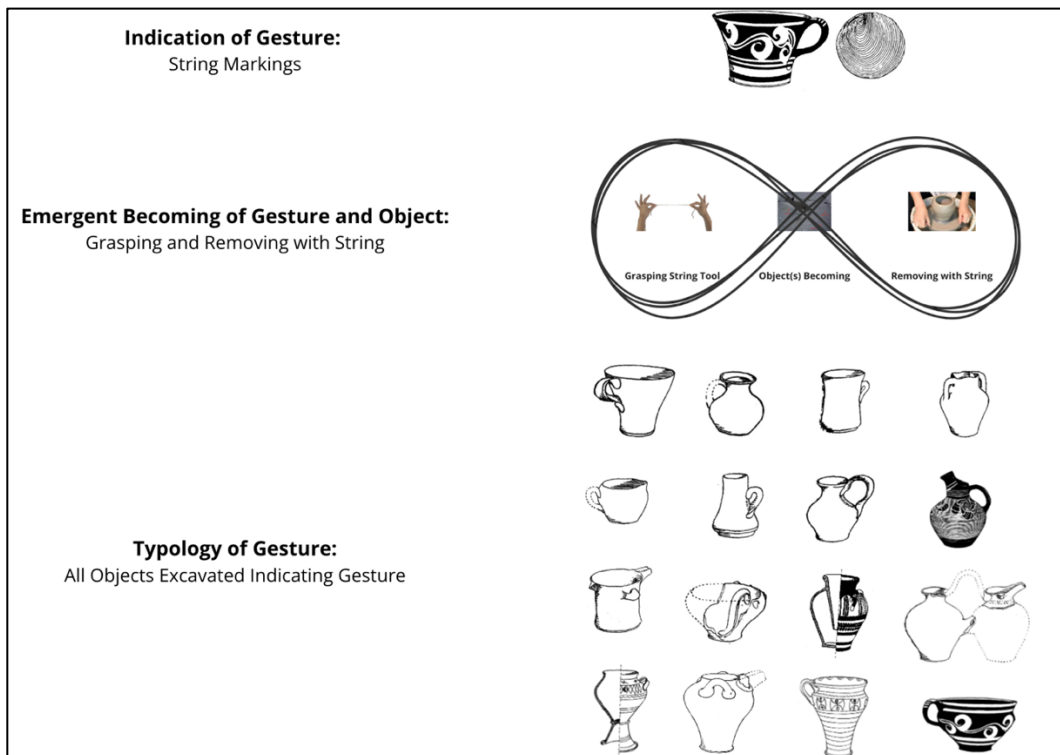 Indication of Gesture:
String Markings
Emergent Becoming of Gesture and Object:
Grasping and Removing with String
Grasping String Tool
Object(s) Becoming
Removing with String
Typology of Gesture:
All Objects Excavated Indicating Gesture